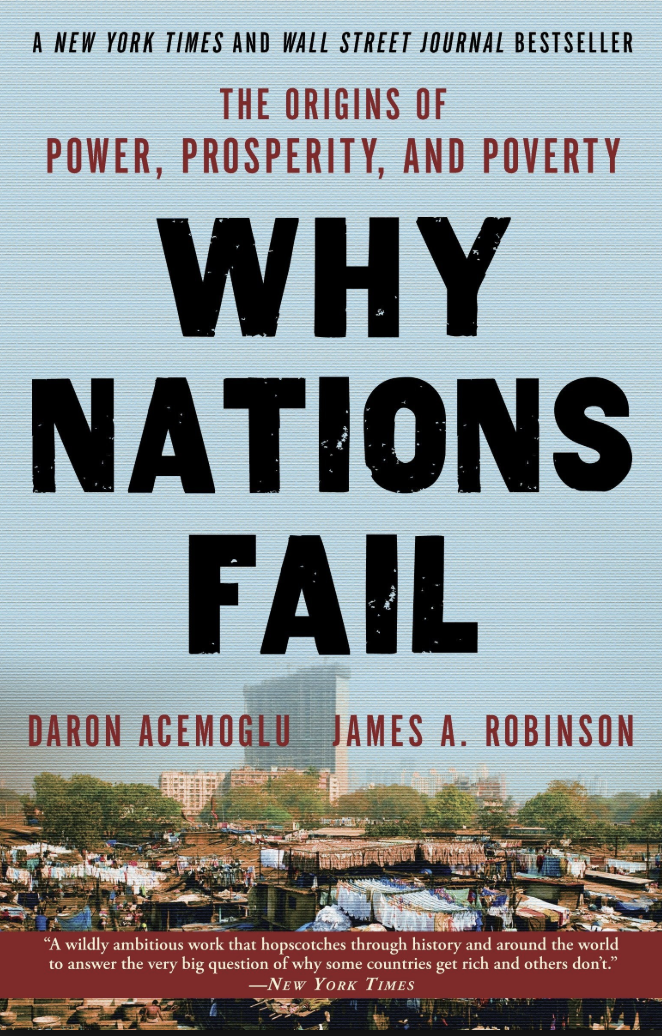 A NEW YORK TIMES AND WALL STREET JOURNAL BESTSELLER
THE ORIGINS OF
POWER, PROSPERITY, AND POVERTY
WHY
NATIONS
FAIL
DARON ACEMOGLU JAMES A. ROBINSON
“A wildly ambitious work that hopscotches through history and around the world
to answer the very big question of why some countries get rich and others don’t.”
—NEW YORK TIMES